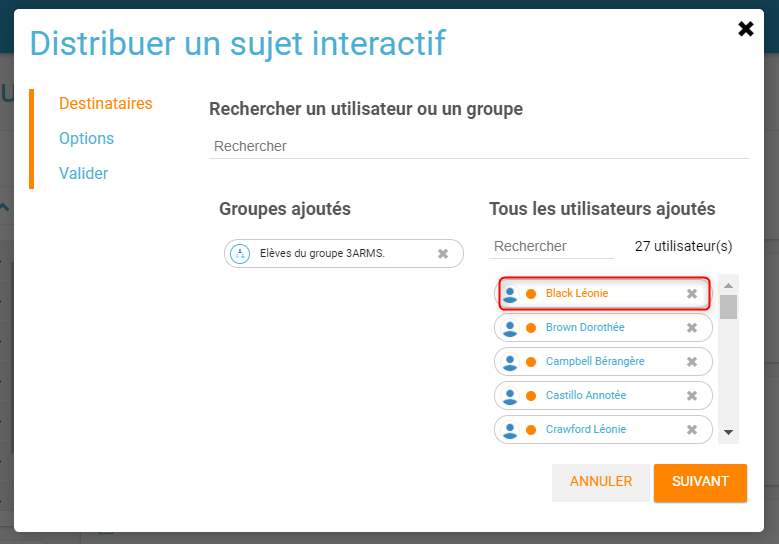 Distribuer un sujet interactif
Destinataires
Options
Valider
Rechercher un utilisateur ou un groupe
Rechercher
Groupes ajoutés
Elèves du groupe 3ARMS.
Tous les utilisateurs ajoutés
Rechercher
27 utilisateur(s)
Black Léonie
Brown Dorothée
Campbell Bérangère
Castillo Annotée
Crawford Léonie
ANNULER
SUIVANT